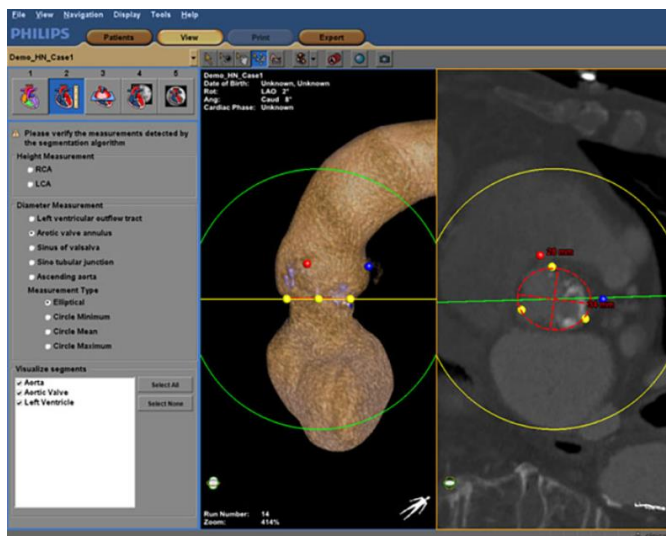 File View Navigation Display Tools Help
PHILIPS
Patients
View
Print
Export
Demo_HN_Case1
1 2 3 4 5
Please verify the measurements detected by
the segmentation algorithm
Height Measurement
RCA
LCA
Diameter Measurement
Left ventricular outflow tract
Aortic valve annulus
Sinus of valsalva
Sino tubular junction
Ascending aorta
Measurement Type
Elliptical
Circle Minimum
Circle Mean
Circle Maximum
Visualize segments
Aorta
Aortic Valve
Left Ventricle
Select All
Select None
Demo_HN_Case1
Date of Birth: Unknown, Unknown
Rot: LAO 2°
Ang: Caud 8°
Cardiac Phase: Unknown
Run Number: 14
Zoom: 414%
mm
mm